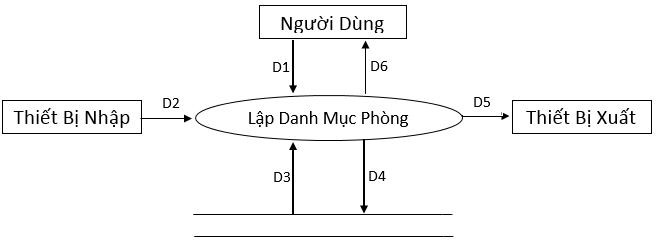 Người Dùng
D1
D6
Thiết Bị Nhập
D2
Lập Danh Mục Phòng
D5
Thiết Bị Xuất
D3
D4